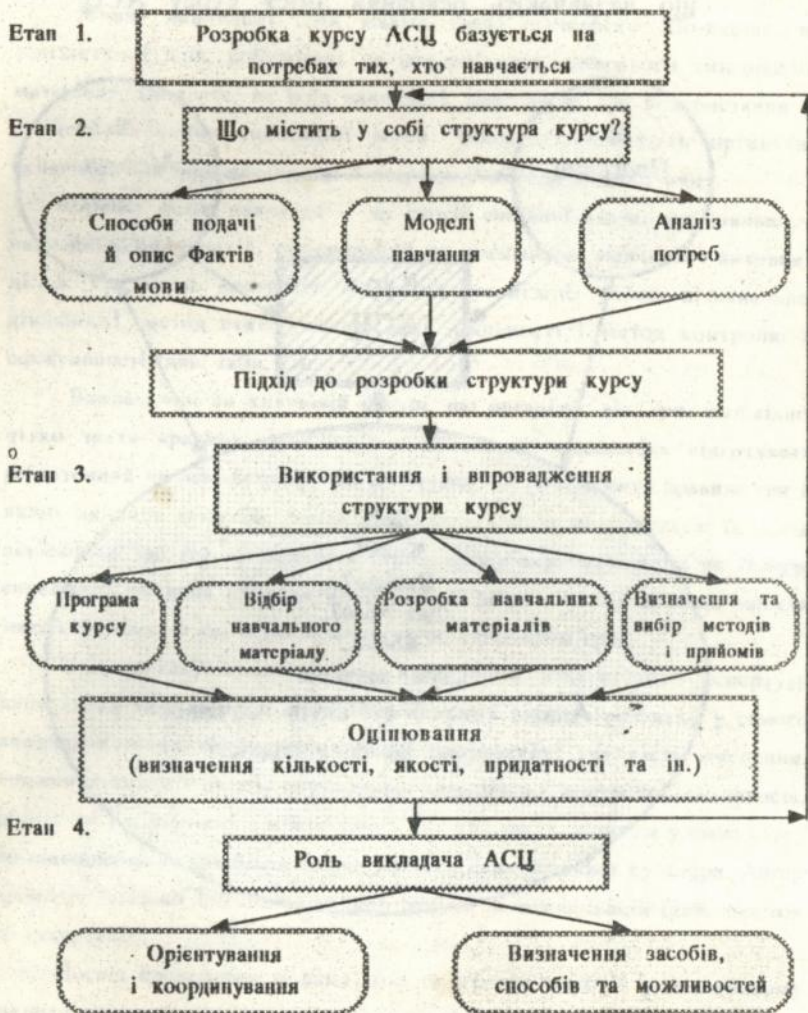 Етап 1.
Розробка курсу АСЦ базується на
потребах тих, хто навчається
Етап 2.
Що містить у собі структура курсу?
Способи подачі
й опис Фактів
мови
Моделі
навчання
Аналіз
потреб
Підхід до розробки структури курсу
Етап 3.
Використання і впровадження
структури курсу
Програма
курсу
Відбір
навчального
матеріалу
Розробка навчальних
матеріалів
Визначення та
вибір методів
і прийомів
Оцінювання
(визначення кількості, якості, придатності та ін.)
Етап 4.
Роль викладача АСЦ
Орієнтування
і координування
Визначення засобів,
способів та можливостей